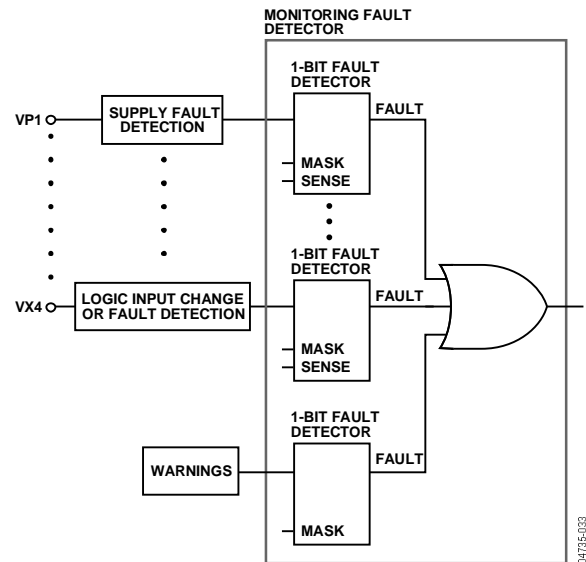 MONITORING FAULT
DETECTOR
1-BIT FAULT
DETECTOR
FAULT
SUPPLY FAULT
DETECTION
VP1
MASK
SENSE
1-BIT FAULT
DETECTOR
FAULT
LOGIC INPUT CHANGE
OR FAULT DETECTION
VX4
MASK
SENSE
1-BIT FAULT
DETECTOR
FAULT
WARNINGS
MASK
04735-033